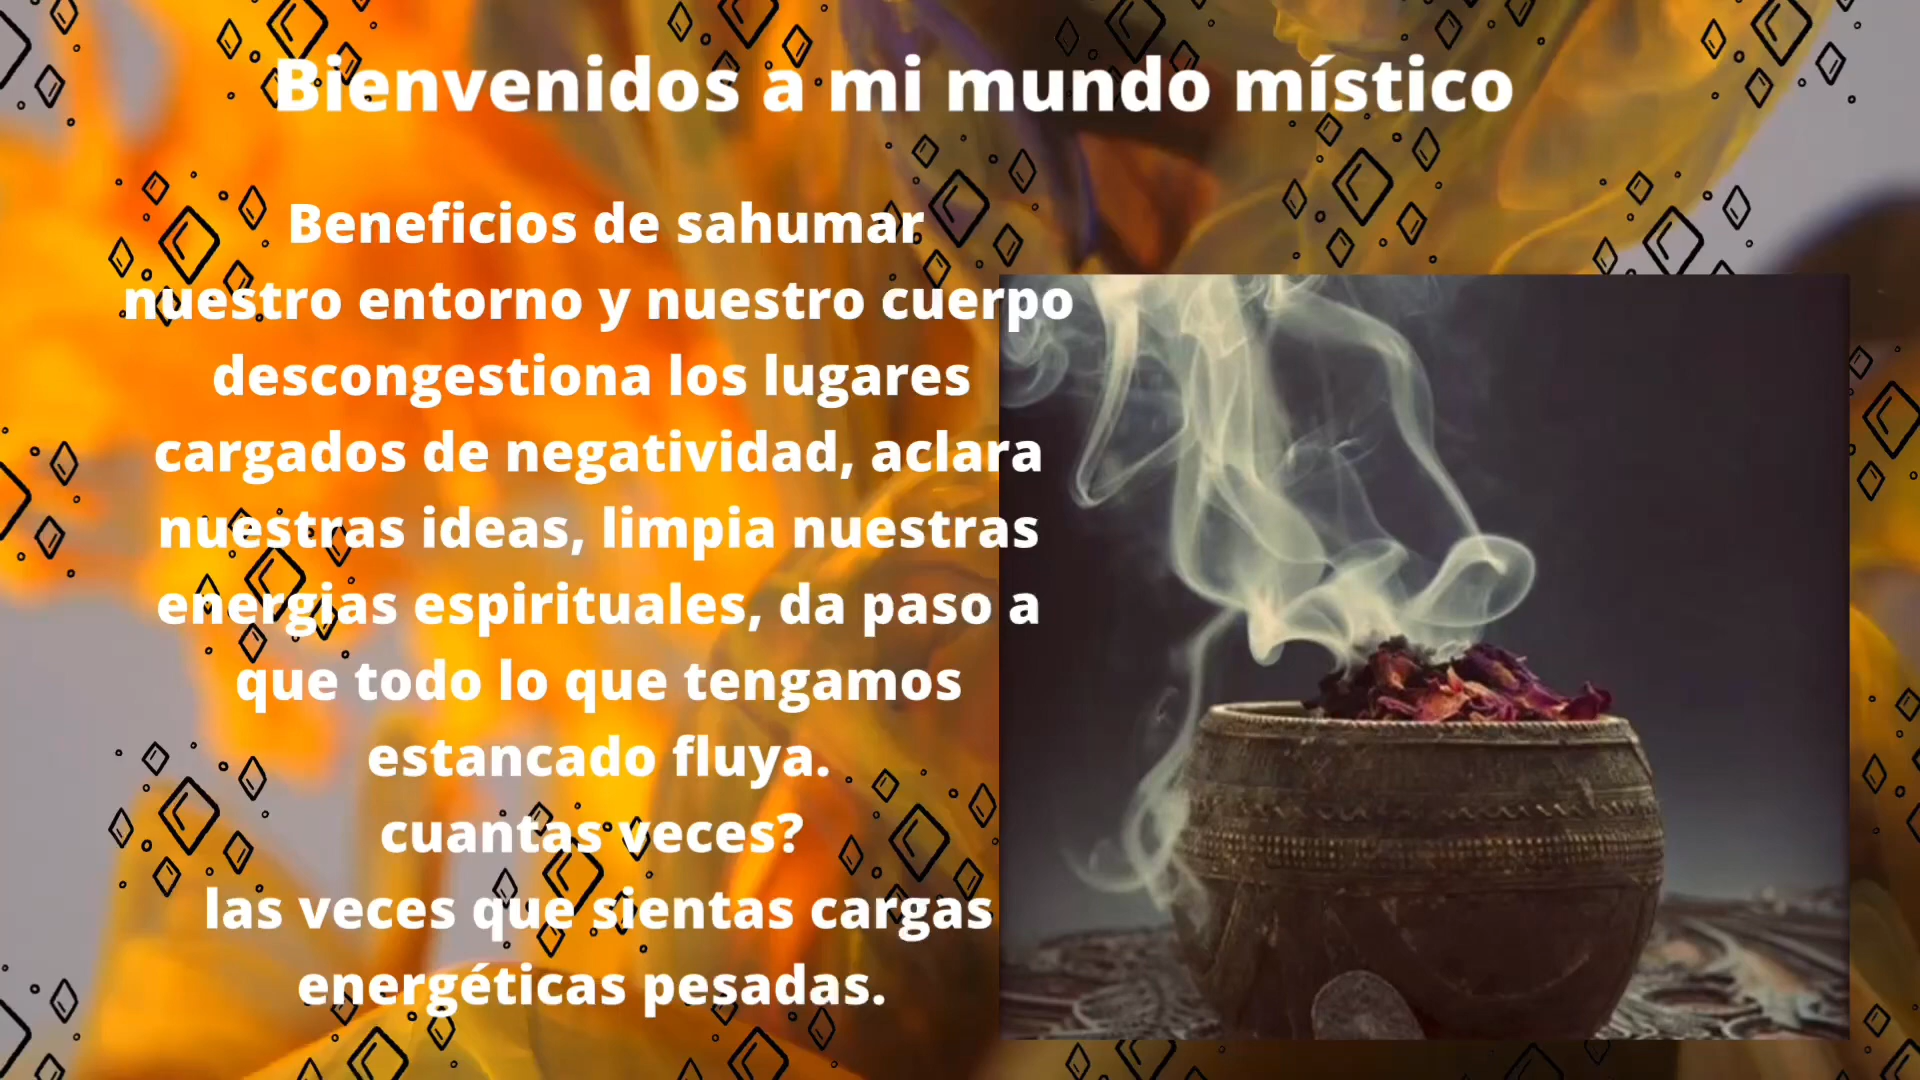 Bienvenidos a mi mundo místico
Beneficios de sahumar
nuestro entorno y nuestro cuerpo
descongestiona los lugares
cargados de negatividad, aclara
nuestras ideas, limpia nuestras
energias espirituales, da paso a
que todo lo que tengamos
estancado fluya.
cuantas veces?
las veces que sientas cargas
energéticas pesadas.